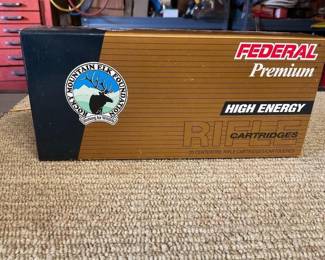 FEDERAL
Premium
HIGH ENERGY
RIFLE
CARTRIDGES
ROCKY MOUNTAIN ELK FOUNDATION